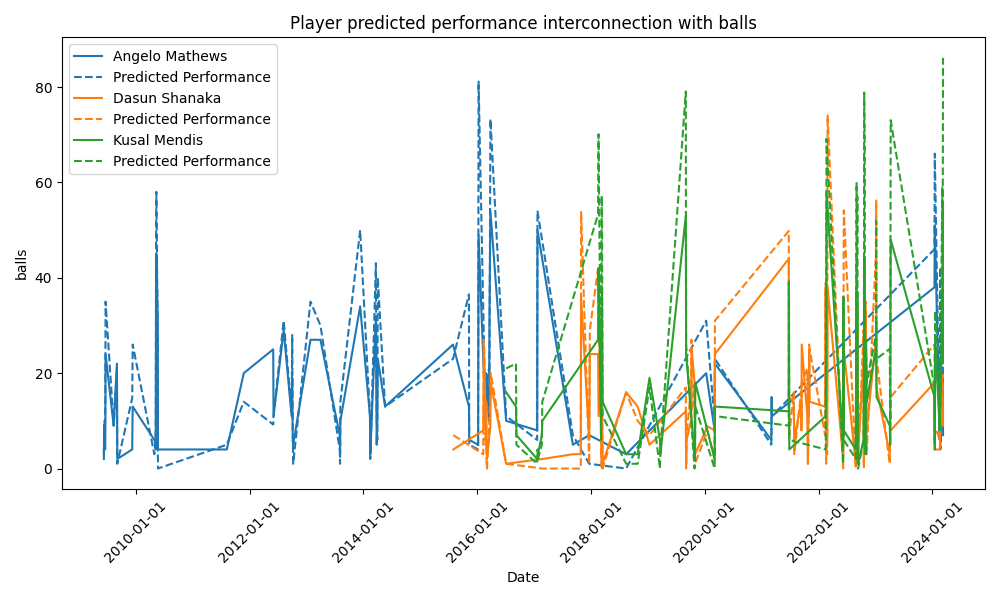 Player predicted performance interconnection with balls
Angelo Mathews
Predicted Performance
Dasun Shanaka
Predicted Performance
Kusal Mendis
Predicted Performance
balls
80
60
40
20
0
2010-01-01
2012-01-01
2014-01-01
2016-01-01
2018-01-01
2020-01-01
2022-01-01
2024-01-01
Date